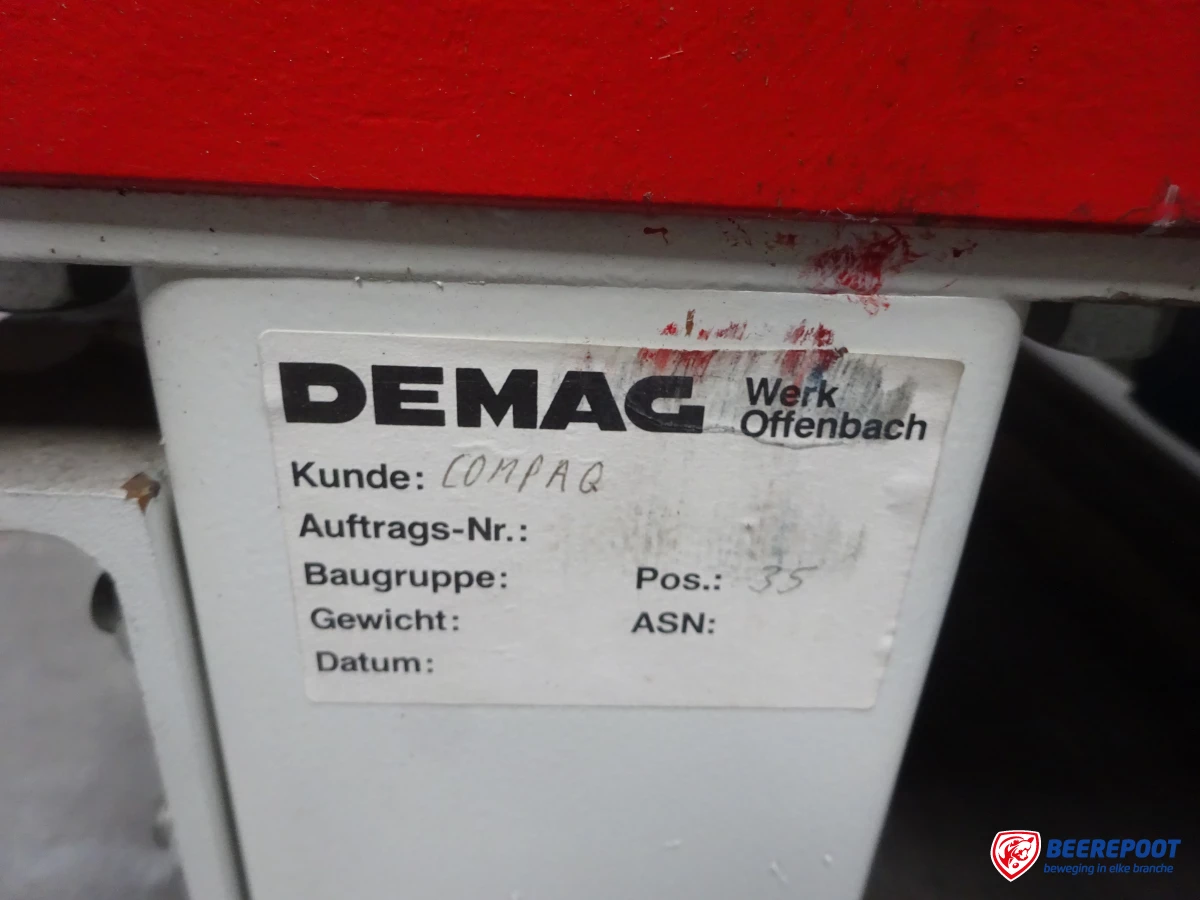 DEMAG Werk
Offenbach
Kunde: COMPAQ
Auftrags-Nr.:
Baugruppe: Pos.: 35
Gewicht: ASN:
Datum:
BEEREPOOT
beweging in elke branche